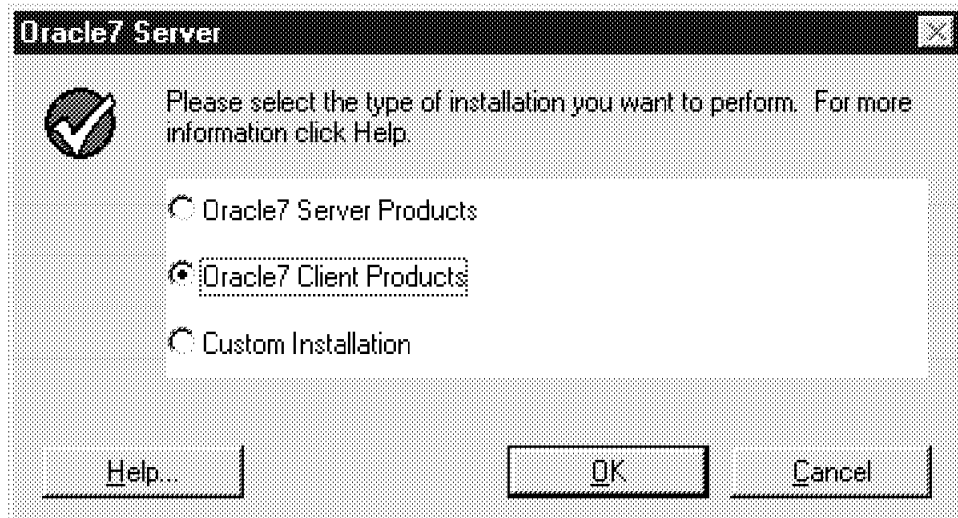 Oracle7 Server
Please select the type of installation you want to perform. For more
information click Help.
Oracle7 Server Products
Oracle7 Client Products
Custom Installation
Help... OK Cancel